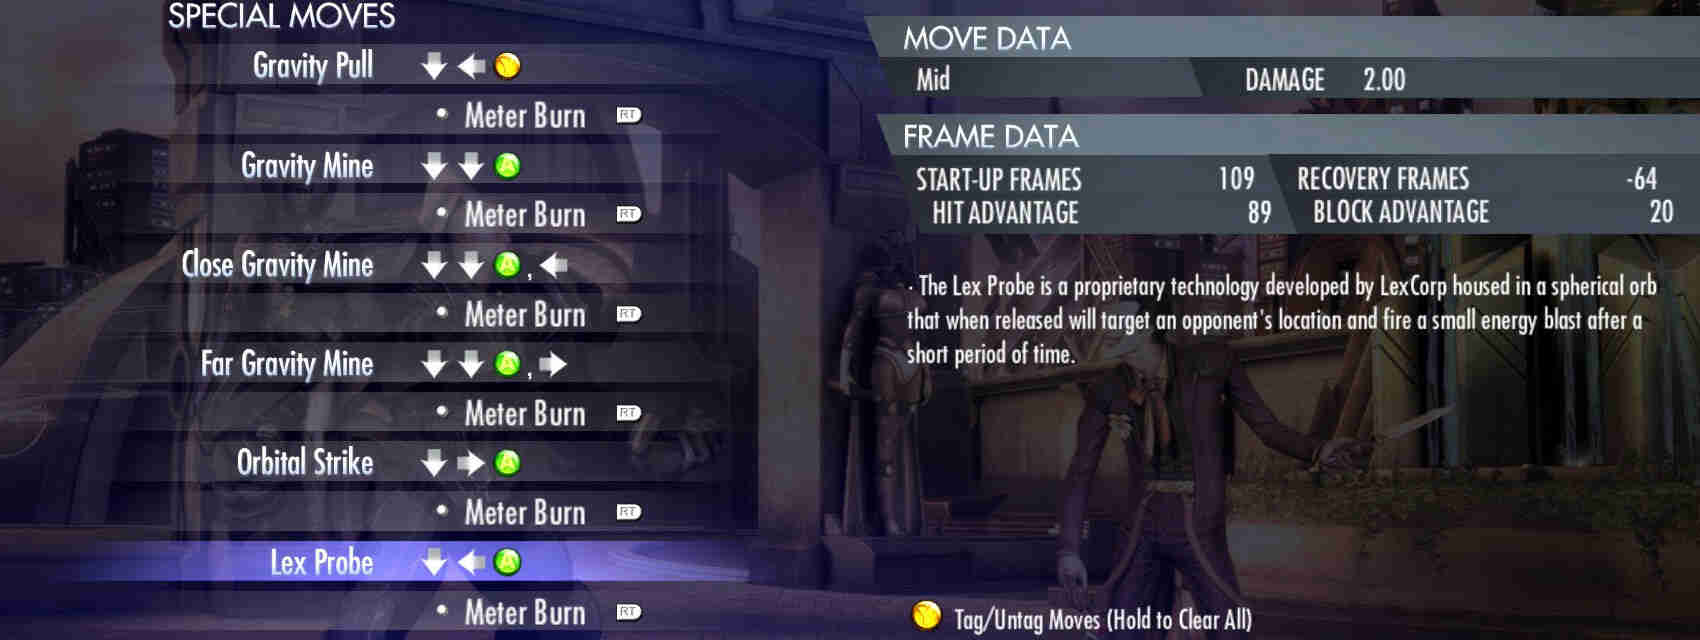 SPECIAL MOVES
Gravity Pull Y
• Meter Burn RT
Gravity Mine A
• Meter Burn RT
Close Gravity Mine A ,
• Meter Burn RT
Far Gravity Mine A ,
• Meter Burn RT
Orbital Strike A
• Meter Burn RT
Lex Probe A
• Meter Burn RT
MOVE DATA
Mid DAMAGE 2.00
FRAME DATA
START-UP FRAMES 109 RECOVERY FRAMES -64
HIT ADVANTAGE 89 BLOCK ADVANTAGE 20
· The Lex Probe is a proprietary technology developed by LexCorp housed in a spherical orb
that when released will target an opponent's location and fire a small energy blast after a
short period of time.
Y Tag/Untag Moves (Hold to Clear All)